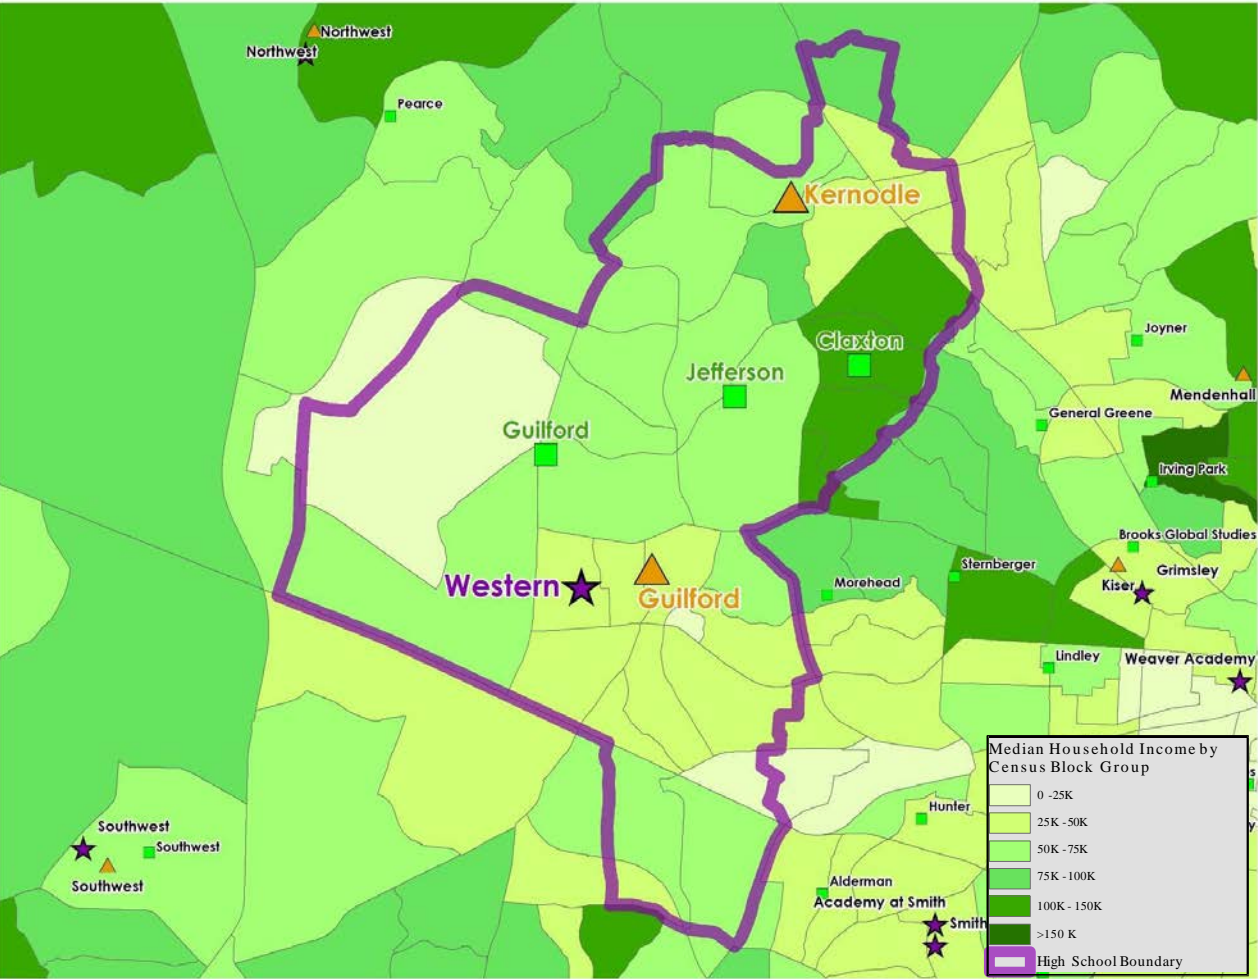 Northwest
Northwest
Pearce
Kernodle
Claxton
Joyner
Jefferson
Mendenhall
General Greene
Guilford
Irving Park
Brooks Global Studies
Sternberger
Grimsley
Western
Morehead
Kiser
Guilford
Lindley
Weaver Academy
Median Household Income by
Census Block Group
0 -25K
25K - 50K
50K - 75K
75K - 100K
100K - 150K
>150 K
High School Boundary
Hunter
Southwest
Southwest
Southwest
Alderman
Academy at Smith
Smith
s
y